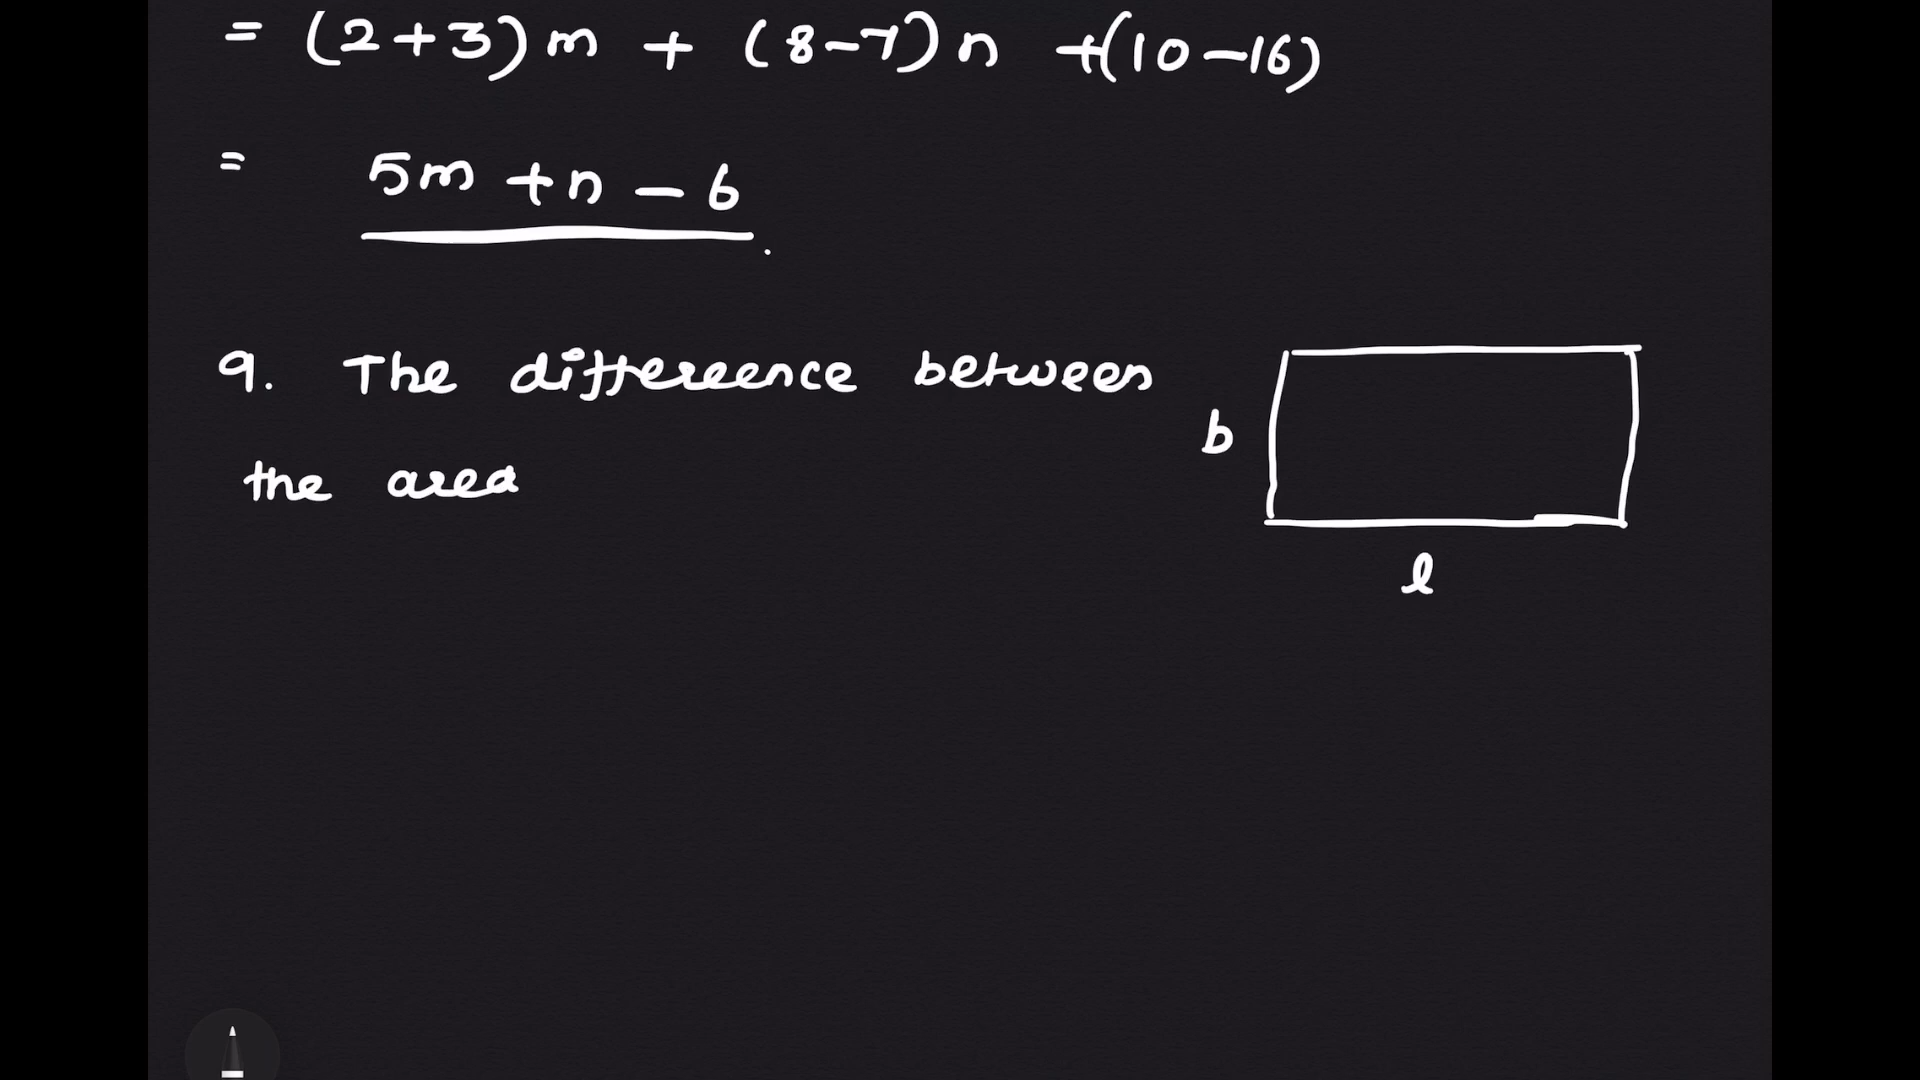 = (2+3)m + (8-7)n +(10-16)
= 5m + n - 6.
9. The differeence between
the area
b
l